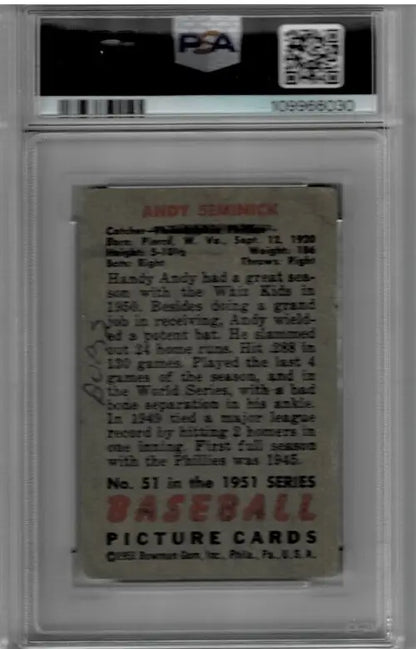 PSA
109966030
ANDY SEMINICK
Catcher—Philadelphia Phillies
Born: Pierce, W. Va., Sept. 12, 1920
Height: 5-10½ Weight: 186
Bats: Right Throws: Right
Handy Andy had a great sea-
son with the Whiz Kids in
1950. Besides doing a grand
job in receiving, Andy wield-
ed a potent bat. He slammed
out 24 home runs. Hit .288 in
130 games. Played the last 4
games of the season, and in
the World Series, with a bad
bone separation in his ankle.
In 1949 tied a major league
record by hitting 2 homers in
one inning. First full season
with the Phillies was 1945.
No. 51 in the 1951 SERIES
BASEBALL
PICTURE CARDS
©1951 Bowman Gum, Inc., Phila., Pa., U.S.A.